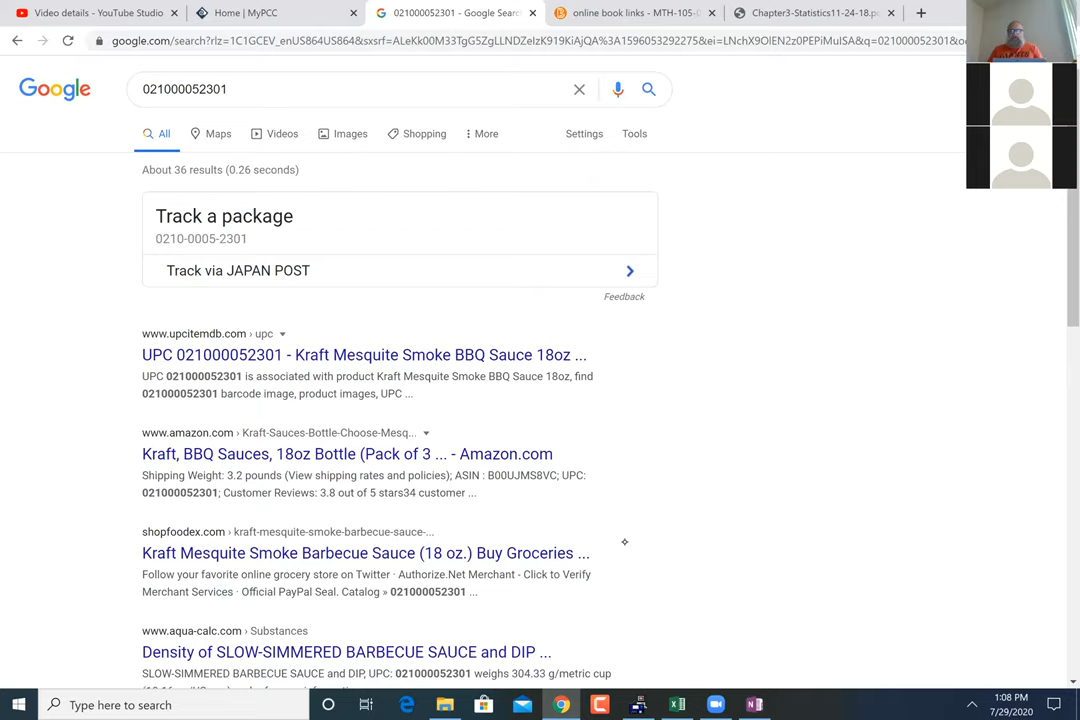 Video details - YouTube Studio
Home | MyPCC
021000052301 - Google Searc
online book links - MTH-105-0
Chapter3-Statistics11-24-18.p
google.com/search?rlz=1C1GCEV_enUS864US864&sxsrf=ALeKk00M33TgG5ZgLLNDZeIzK919KiAjQA%3A1596053292275&ei=LNchX9OlEN2z0PEPiMuISA&q=021000052301&o
Google
021000052301
All
Maps
Videos
Images
Shopping
More
Settings
Tools
About 36 results (0.26 seconds)
Track a package
0210-0005-2301
Track via JAPAN POST
Feedback
www.upcitemdb.com › upc
UPC 021000052301 - Kraft Mesquite Smoke BBQ Sauce 18oz ...
UPC 021000052301 is associated with product Kraft Mesquite Smoke BBQ Sauce 18oz, find
021000052301 barcode image, product images, UPC ...
www.amazon.com › Kraft-Sauces-Bottle-Choose-Mesq...
Kraft, BBQ Sauces, 18oz Bottle (Pack of 3 ... - Amazon.com
Shipping Weight: 3.2 pounds (View shipping rates and policies); ASIN : B00UJMS8VC; UPC:
021000052301; Customer Reviews: 3.8 out of 5 stars34 customer ...
shopfoodex.com › kraft-mesquite-smoke-barbecue-sauce-...
Kraft Mesquite Smoke Barbecue Sauce (18 oz.) Buy Groceries ...
Follow your favorite online grocery store on Twitter · Authorize.Net Merchant - Click to Verify
Merchant Services · Official PayPal Seal. Catalog » 021000052301 ...
www.aqua-calc.com › Substances
Density of SLOW-SIMMERED BARBECUE SAUCE and DIP ...
SLOW-SIMMERED BARBECUE SAUCE and DIP, UPC: 021000052301 weighs 304.33 g/metric cup
Type here to search
1:08 PM
7/29/2020